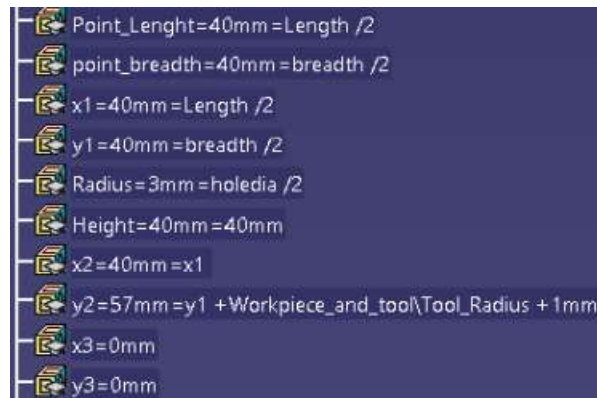 Point_Lenght=40mm=Length /2
point_breadth=40mm=breadth /2
x1=40mm=Length /2
y1=40mm=breadth /2
Radius=3mm=holedia /2
Height=40mm=40mm
x2=40mm=x1
y2=57mm=y1 +Workpiece_and_tool\Tool_Radius +1mm
x3=0mm
y3=0mm